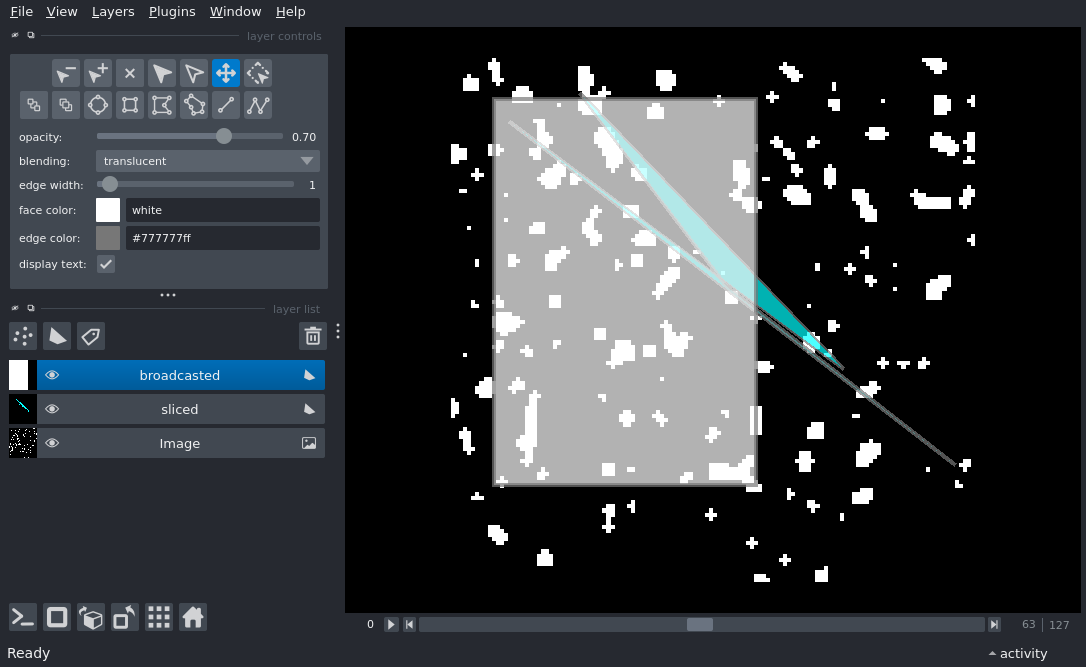 File View Layers Plugins Window Help
layer controls
opacity: 0.70
blending: translucent
edge width: 1
face color: white
edge color: #777777ff
display text:
layer list
broadcasted
sliced
Image
0 63 127
Ready activity